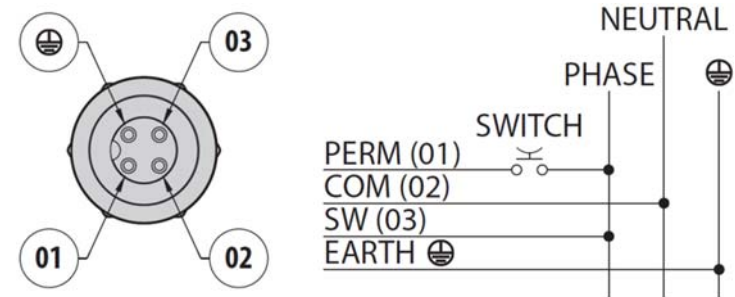 03
01
02
NEUTRAL
PHASE
SWITCH
PERM (01)
COM (02)
SW (03)
EARTH